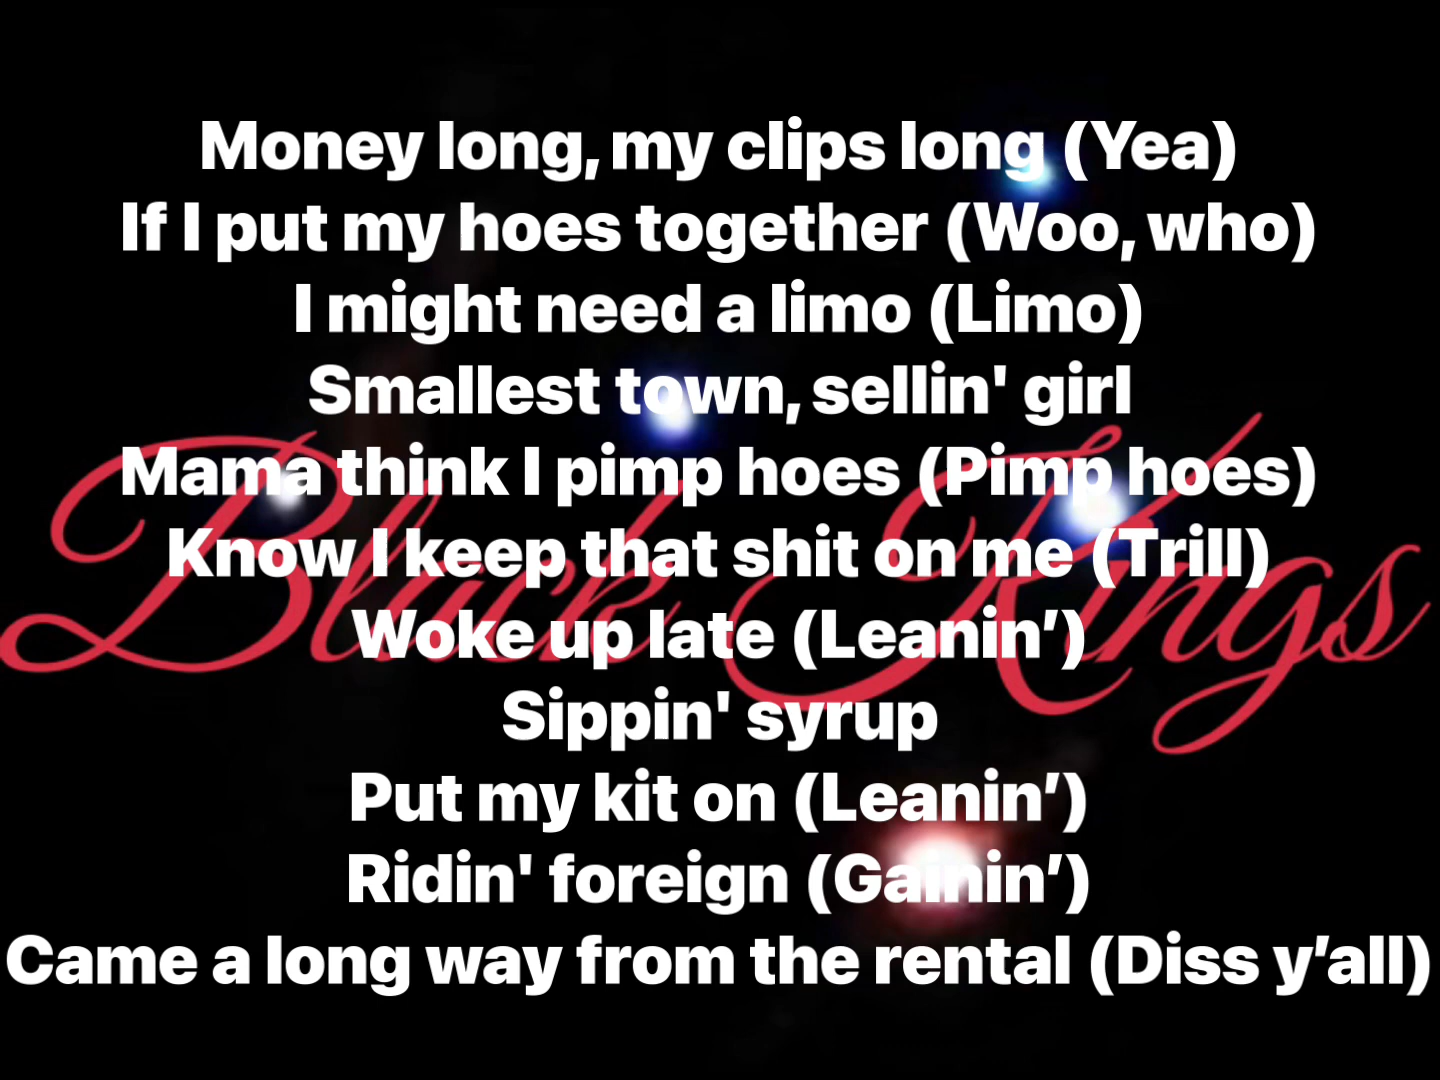 Money long, my clips long (Yea)
If I put my hoes together (Woo, who)
I might need a limo (Limo)
Smallest town, sellin' girl
Mama think I pimp hoes (Pimp hoes)
Know I keep that shit on me (Trill)
Woke up late (Leanin’)
Sippin' syrup
Put my kit on (Leanin’)
Ridin' foreign (Gainin’)
Came a long way from the rental (Diss y’all)
Black Kings